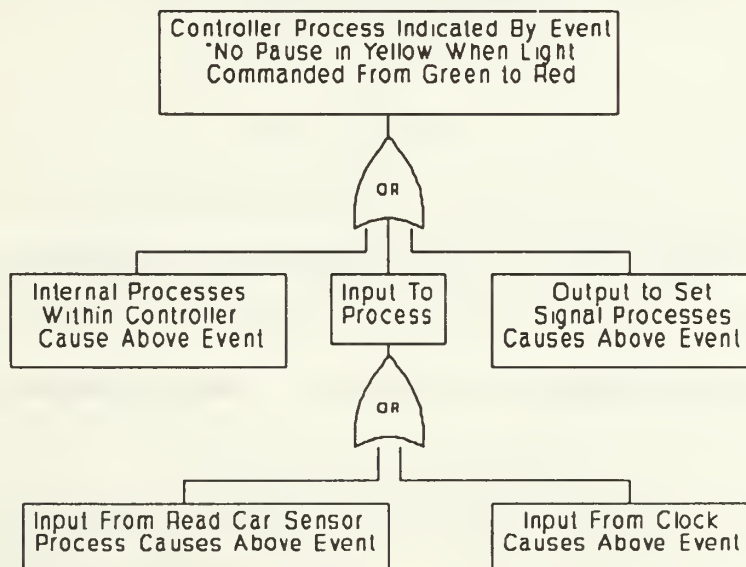 Controller Process Indicated By Event
"No Pause in Yellow When Light
Commanded From Green to Red
OR
Internal Processes
Within Controller
Cause Above Event
Input To
Process
Output to Set
Signal Processes
Causes Above Event
OR
Input From Read Car Sensor
Process Causes Above Event
Input From Clock
Causes Above Event